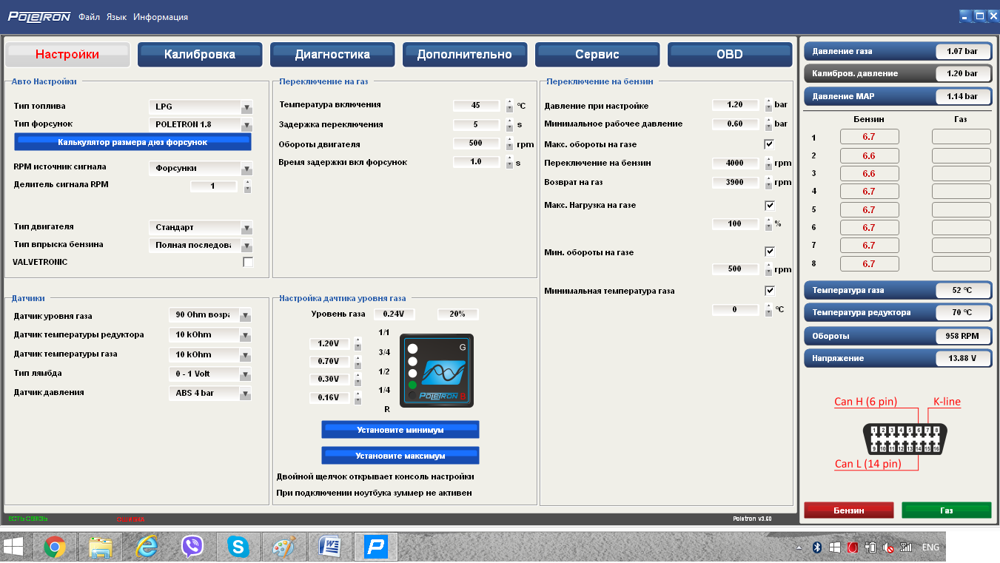 POLETRON Файл Язык Информация
Настройки Калибровка Диагностика Дополнительно Сервис OBD
Авто Настройки
Тип топлива LPG
Тип форсунок POLETRON 1.8
Калькулятор размера дюз форсунок
RPM источник сигнала Форсунки
Делитель сигнала RPM 1
Тип двигателя Стандарт
Тип впрыска бензина Полная последова
VALVETRONIC
Переключение на газ
Температура включения 45 °C
Задержка переключения 5 s
Обороты двигателя 500 rpm
Время задержки вкл форсунок 1.0 s
Переключение на бензин
Давление при настройке 1.20 bar
Минимальное рабочее давление 0.60 bar
Макс. обороты на газе
Переключение на бензин 4000 rpm
Возврат на газ 3900 rpm
Макс. Нагрузка на газе
100 %
Мин. обороты на газе
500 rpm
Минимальная температура газа
0 °C
Датчики
Датчик уровня газа 90 Ohm возра
Датчик температуры редуктора 10 kOhm
Датчик температуры газа 10 kOhm
Тип лямбда 0 - 1 Volt
Датчик давления ABS 4 bar
Настройка дачтика уровня газа
Уровень газа 0.24V 20%
1/1
1.20V
3/4
0.70V
1/2
0.30V
1/4
0.16V
R
G
POLETRON B
Установите минимум
Установите максимум
Двойной щелчок открывает консоль настройки
При подключении ноутбука зуммер не активен
Давление газа 1.07 bar
Калибров. давление 1.20 bar
Давление MAP 1.14 bar
Бензин Газ
1 6.7
2 6.6
3 6.6
4 6.7
5 6.7
6 6.7
7 6.7
8 6.7
Температура газа 52 °C
Температура редуктора 70 °C
Обороты 958 RPM
Напряжение 13.88 V
Can H (6 pin) K-line
1 2 3 4 5 6 7 8
9 10 11 12 13 14 15 16
Can L (14 pin)
Бензин Газ
ЕСТЬ СВЯЗЬ
Poletron v3.60
ENG